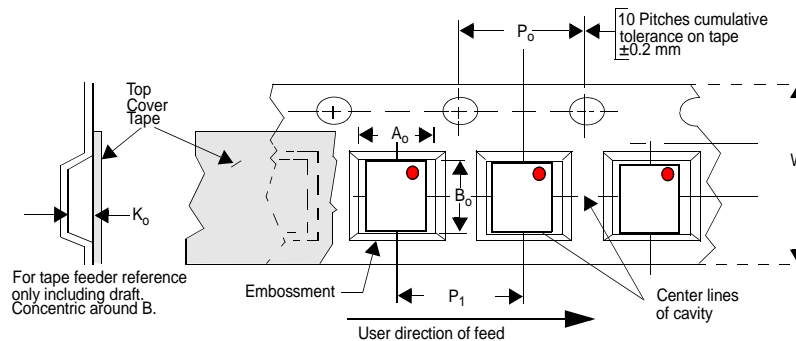 10 Pitches cumulative
tolerance on tape
±0.2 mm
Po
Top
Cover
Tape
Ao
Bo
Ko
W
For tape feeder reference
only including draft.
Concentric around B.
Embossment
P1
Center lines
of cavity
User direction of feed